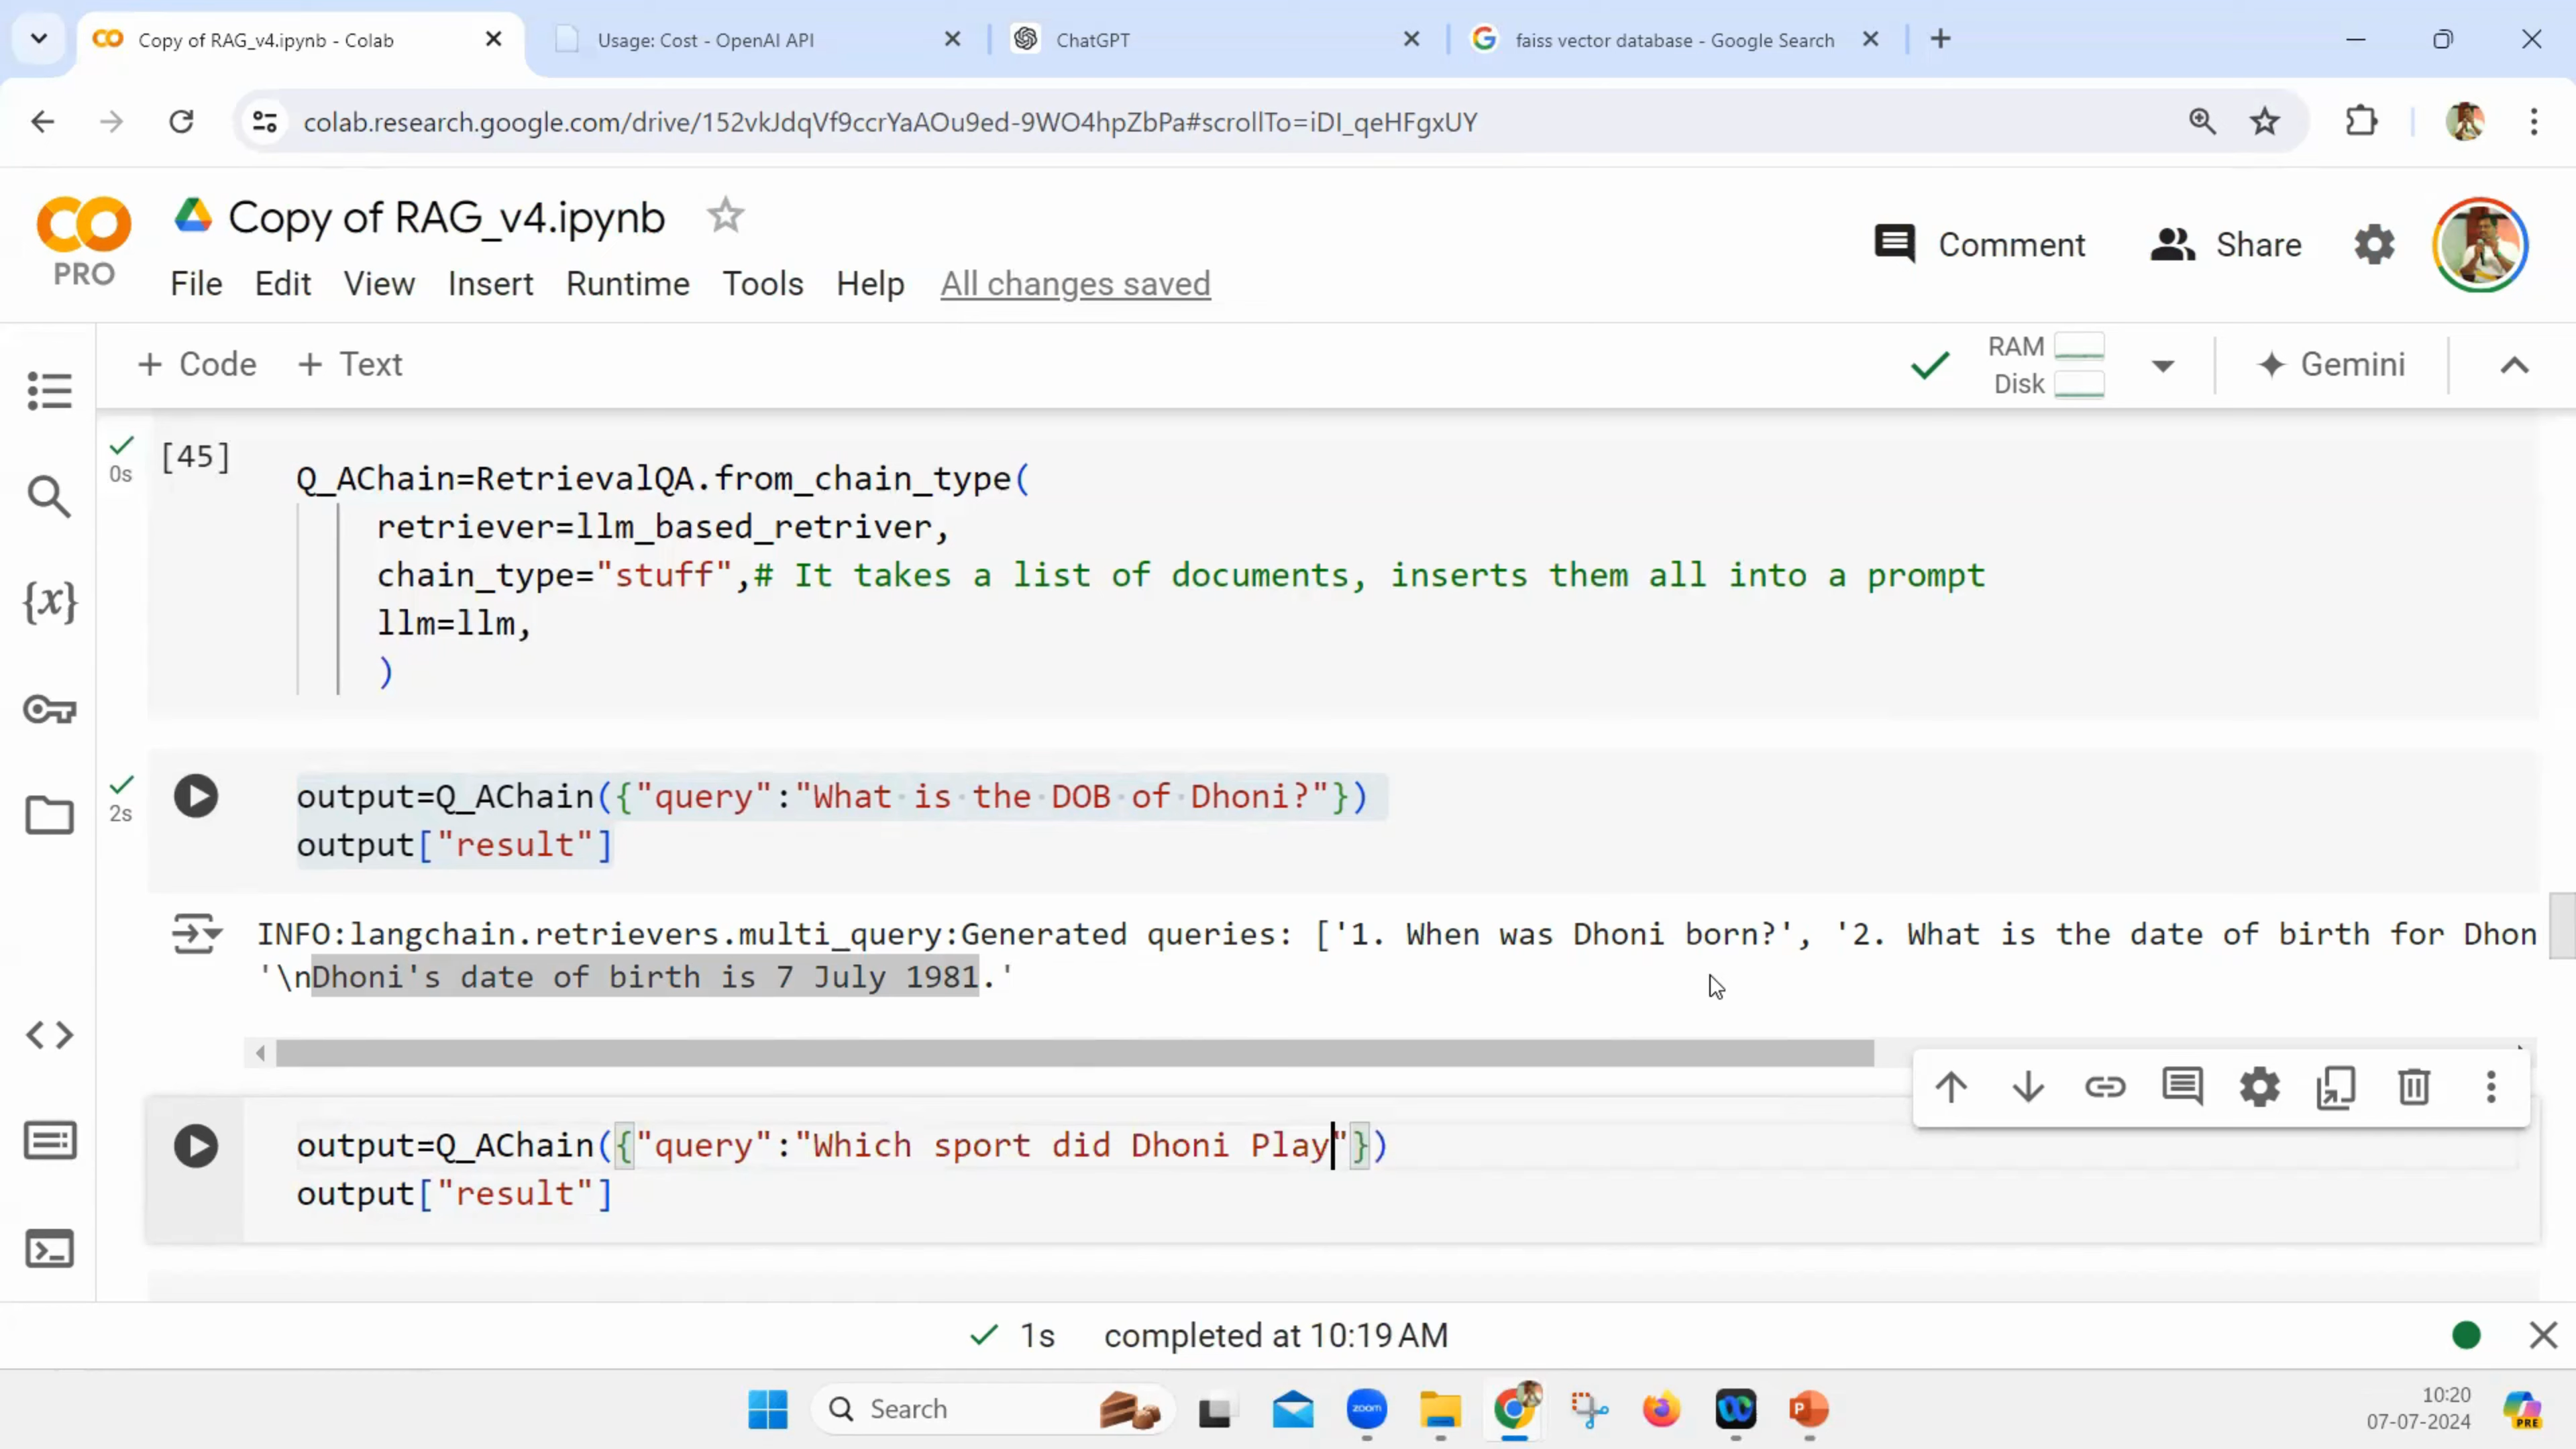 Copy of RAG_v4.ipynb - Colab
Usage: Cost - OpenAI API
ChatGPT
faiss vector database - Google Search
colab.research.google.com/drive/152vkJdqVf9ccrYaAOu9ed-9WO4hpZbPa#scrollTo=iDI_qeHFgxUY
CO
PRO
Copy of RAG_v4.ipynb
Comment
Share
File Edit View Insert Runtime Tools Help All changes saved
+ Code + Text
RAM
Disk
Gemini
0s
[45]
Q_AChain=RetrievalQA.from_chain_type(
retriever=llm_based_retriver,
chain_type="stuff",# It takes a list of documents, inserts them all into a prompt
llm=llm,
)
{x}
2s
output=Q_AChain({"query":"What is the DOB of Dhoni?"})
output["result"]
INFO:langchain.retrievers.multi_query:Generated queries: ['1. When was Dhoni born?', '2. What is the date of birth for Dhon
'\nDhoni's date of birth is 7 July 1981.'
output=Q_AChain({"query":"Which sport did Dhoni Play"})
output["result"]
1s completed at 10:19 AM
Search
zoom
P
10:20
07-07-2024
PRE